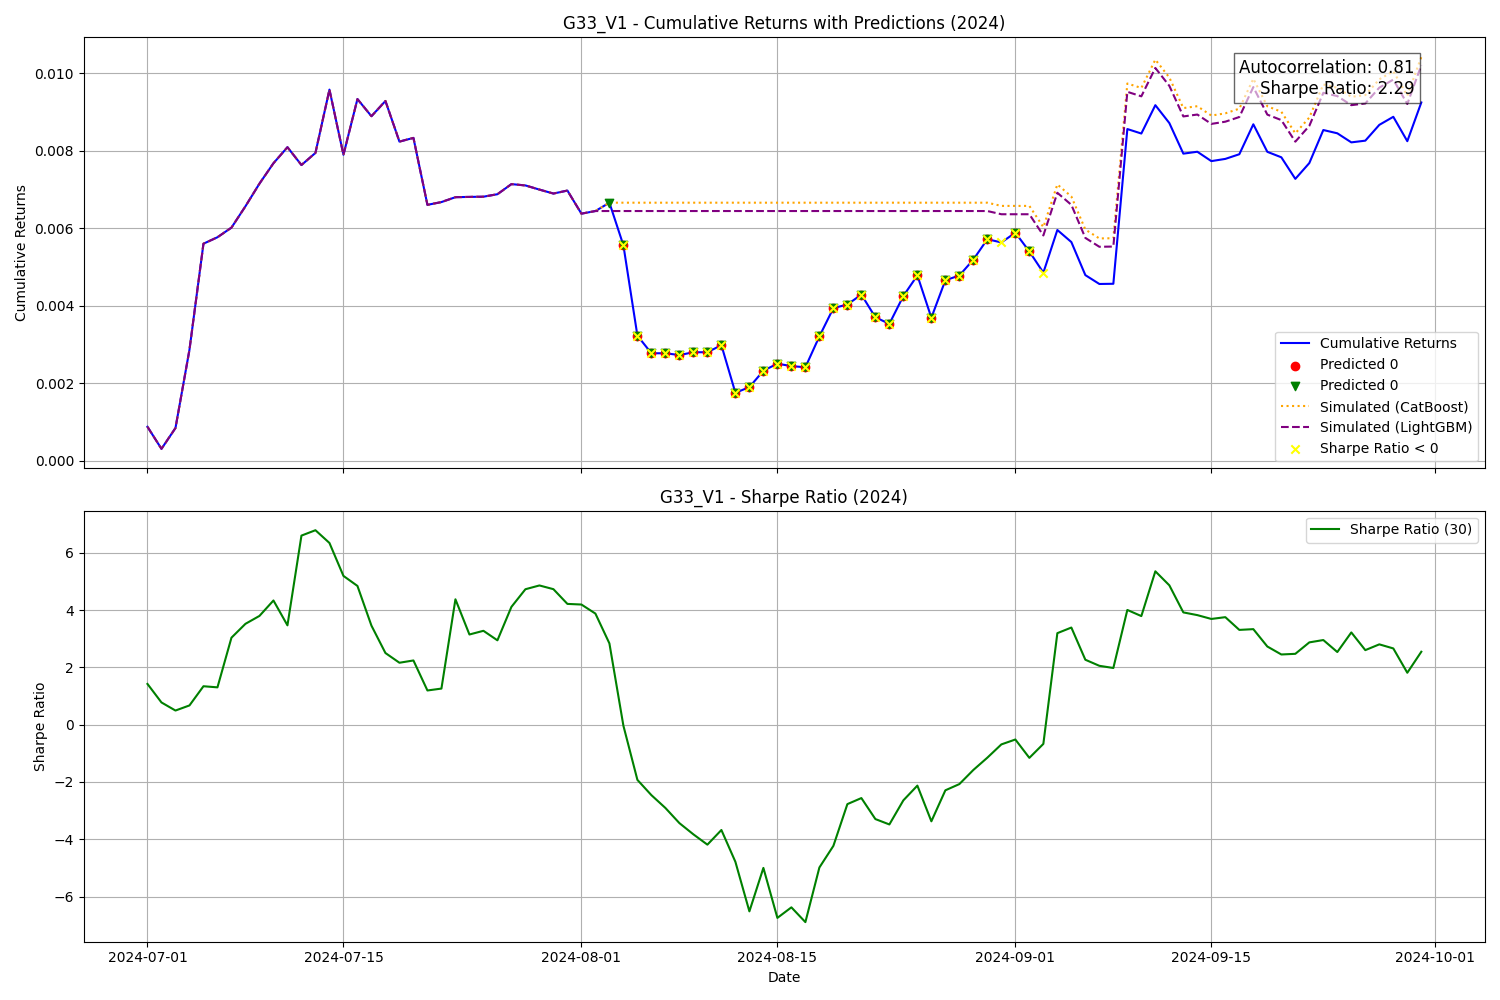 G33_V1 - Cumulative Returns with Predictions (2024)
Cumulative Returns
0.010
0.008
0.006
0.004
0.002
0.000
Autocorrelation: 0.81
Sharpe Ratio: 2.29
Cumulative Returns
Predicted 0
Predicted 0
Simulated (CatBoost)
Simulated (LightGBM)
Sharpe Ratio < 0
G33_V1 - Sharpe Ratio (2024)
Sharpe Ratio
6
4
2
0
−2
−4
−6
Sharpe Ratio (30)
2024-07-01
2024-07-15
2024-08-01
2024-08-15
2024-09-01
2024-09-15
2024-10-01
Date